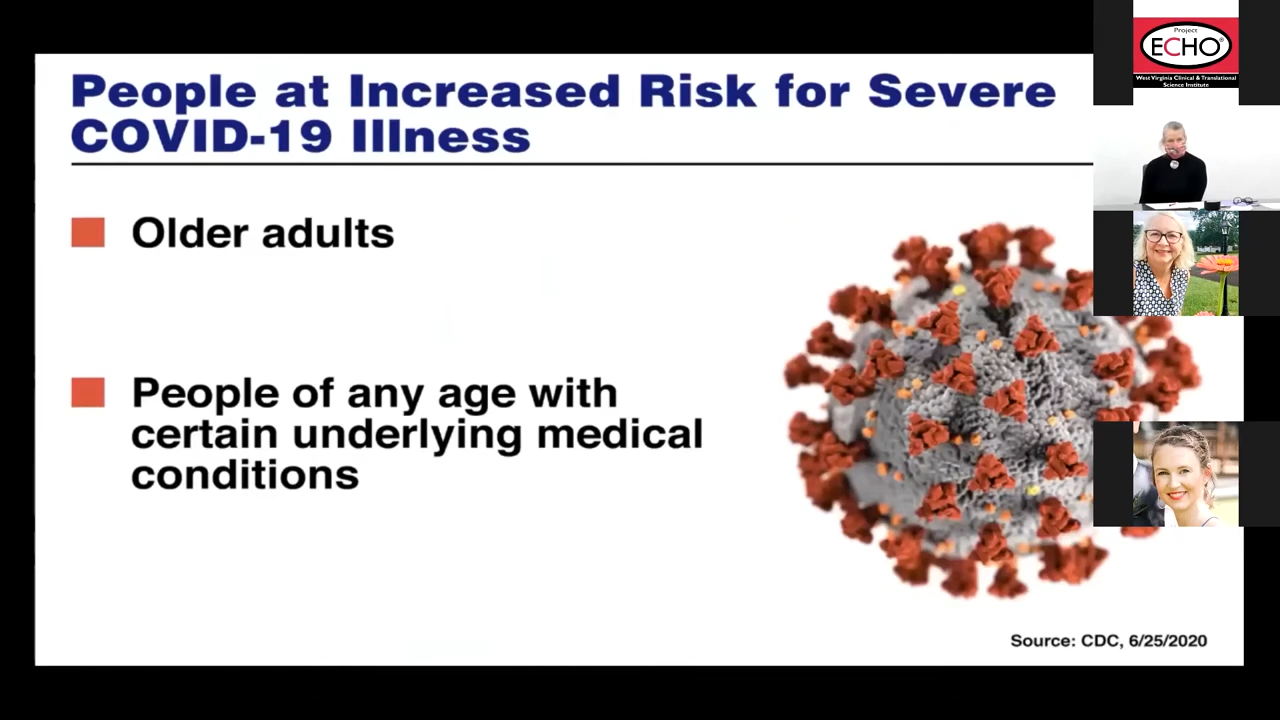 People at Increased Risk for Severe
COVID-19 Illness
Older adults
People of any age with
certain underlying medical
conditions
Source: CDC, 6/25/2020
Project
ECHO®
West Virginia Clinical & Translational
Science Institute